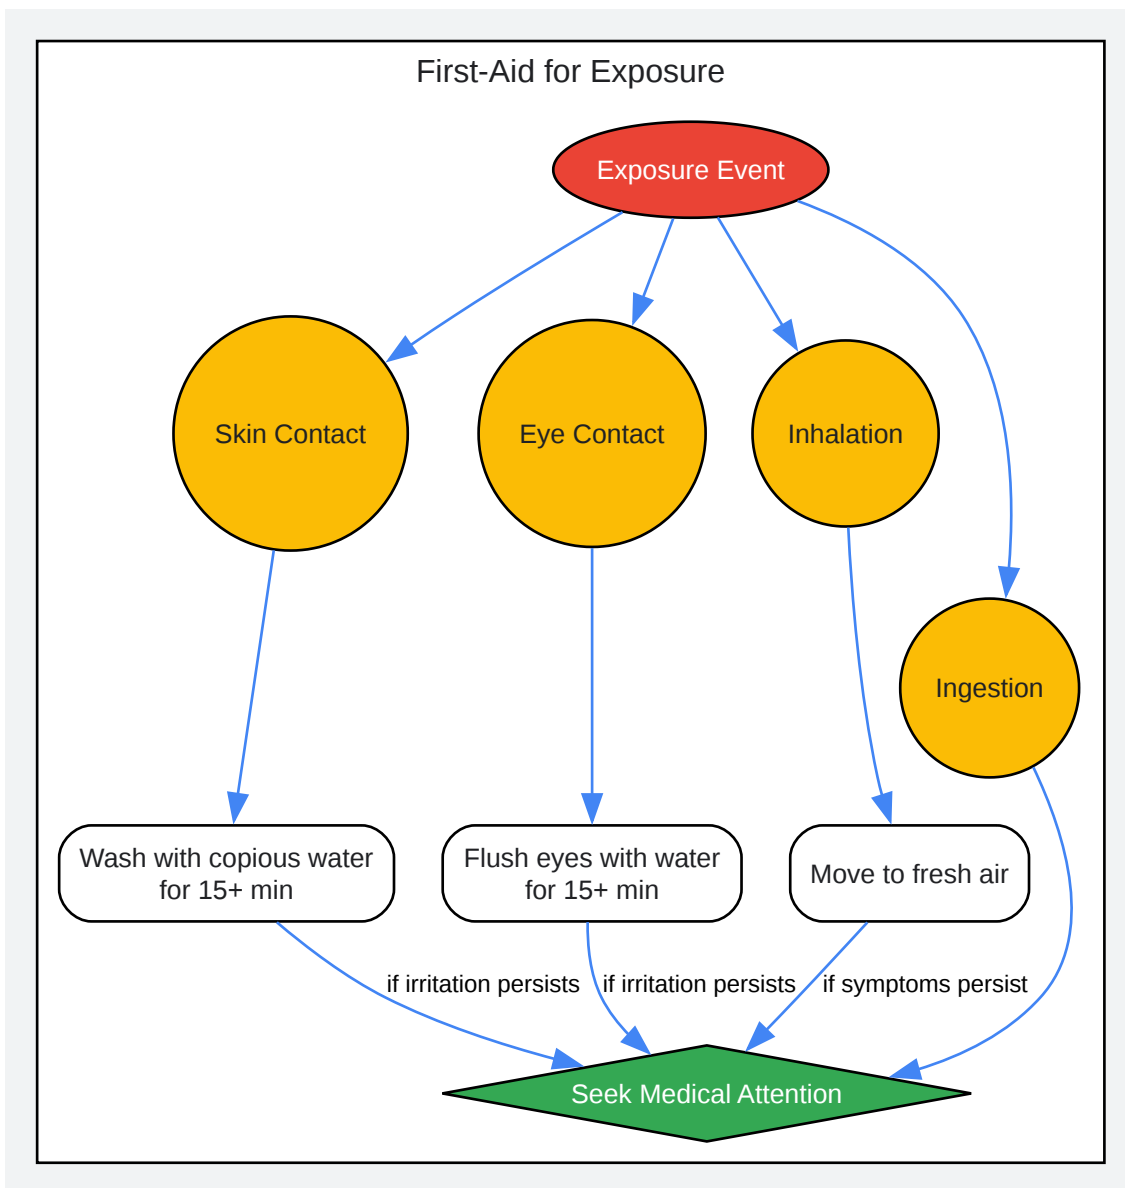 First-Aid for Exposure
Exposure Event
Skin Contact
Eye Contact
Inhalation
Ingestion
Wash with copious water
for 15+ min
Flush eyes with water
for 15+ min
Move to fresh air
if irritation persists
if irritation persists
if symptoms persist
Seek Medical Attention